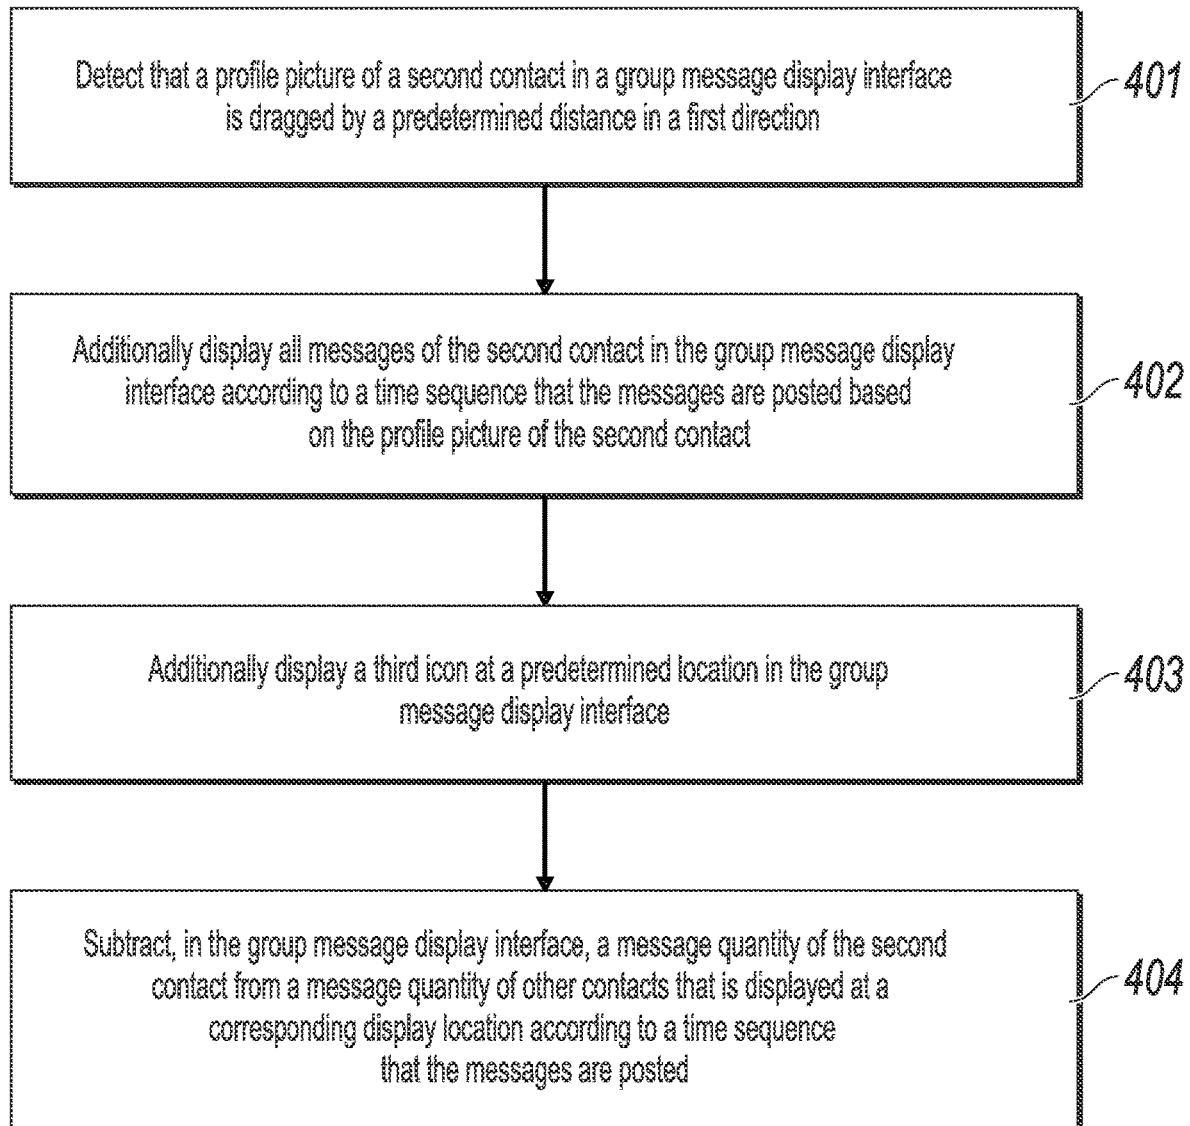 Detect that a profile picture of a second contact in a group message display interface
is dragged by a predetermined distance in a first direction
401
Additionally display all messages of the second contact in the group message display
interface according to a time sequence that the messages are posted based
on the profile picture of the second contact
402
Additionally display a third icon at a predetermined location in the group
message display interface
403
Subtract, in the group message display interface, a message quantity of the second
contact from a message quantity of other contacts that is displayed at a
corresponding display location according to a time sequence
that the messages are posted
404